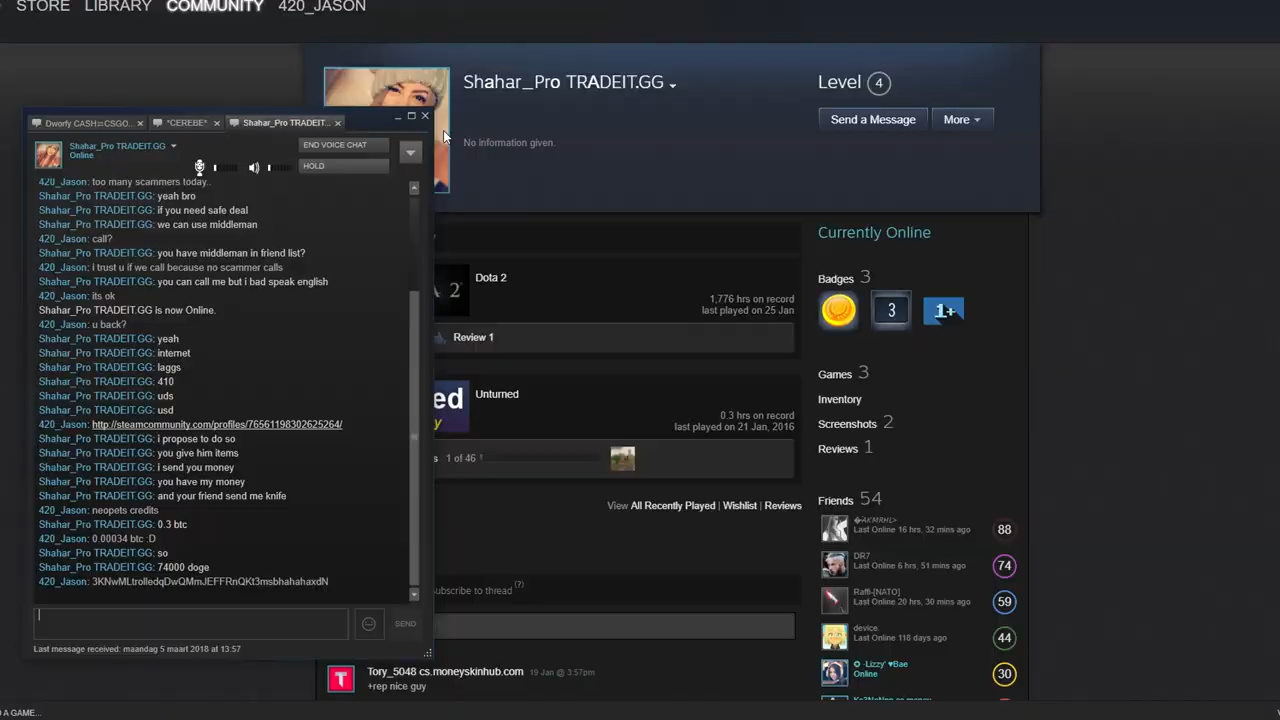 STORE LIBRARY COMMUNITY 420_JASON
Shahar_Pro TRADEIT.GG
No information given.
Level 4
Send a Message More
Dworfy CASH⇄CSGO...
*CEREBE*
Shahar_Pro TRADEIT...
Shahar_Pro TRADEIT.GG
Online
END VOICE CHAT
HOLD
420_Jason: too many scammers today..
Shahar_Pro TRADEIT.GG: yeah bro
Shahar_Pro TRADEIT.GG: if you need safe deal
Shahar_Pro TRADEIT.GG: we can use middleman
420_Jason: call?
Shahar_Pro TRADEIT.GG: you have middleman in friend list?
420_Jason: i trust u if we call because no scammer calls
Shahar_Pro TRADEIT.GG: you can call me but i bad speak english
420_Jason: its ok
Shahar_Pro TRADEIT.GG is now Online.
420_Jason: u back?
Shahar_Pro TRADEIT.GG: yeah
Shahar_Pro TRADEIT.GG: internet
Shahar_Pro TRADEIT.GG: laggs
Shahar_Pro TRADEIT.GG: 410
Shahar_Pro TRADEIT.GG: uds
Shahar_Pro TRADEIT.GG: usd
420_Jason: http://steamcommunity.com/profiles/76561198302625264/
Shahar_Pro TRADEIT.GG: i propose to do so
Shahar_Pro TRADEIT.GG: you give him items
Shahar_Pro TRADEIT.GG: i send you money
Shahar_Pro TRADEIT.GG: you have my money
Shahar_Pro TRADEIT.GG: and your friend send me knife
420_Jason: neopets credits
Shahar_Pro TRADEIT.GG: 0.3 btc
420_Jason: 0.00034 btc :D
Shahar_Pro TRADEIT.GG: so
Shahar_Pro TRADEIT.GG: 74000 doge
420_Jason: 3KNwMLtrolledqDwQMmJEFFRnQKt3msbhahahaxdN
SEND
Last message received: maandag 5 maart 2018 at 13:57
Dota 2
1,776 hrs on record
last played on 25 Jan
Review 1
Unturned
0.3 hrs on record
last played on 21 Jan, 2016
1 of 46
View All Recently Played | Wishlist | Reviews
ubscribe to thread (?)
Tory_5048 cs.moneyskinhub.com 19 Jan @ 3:57pm
+rep nice guy
Currently Online
Badges 3
3
1+
Games 3
Inventory
Screenshots 2
Reviews 1
Friends 54
Last Online 16 hrs, 32 mins ago
88
DR7
Last Online 6 hrs, 51 mins ago
74
Raffi-[NATO]
Last Online 20 hrs, 30 mins ago
59
device.
Last Online 118 days ago
44
✪ -Lizzy' ♥Bae
Online
30
D A GAME...